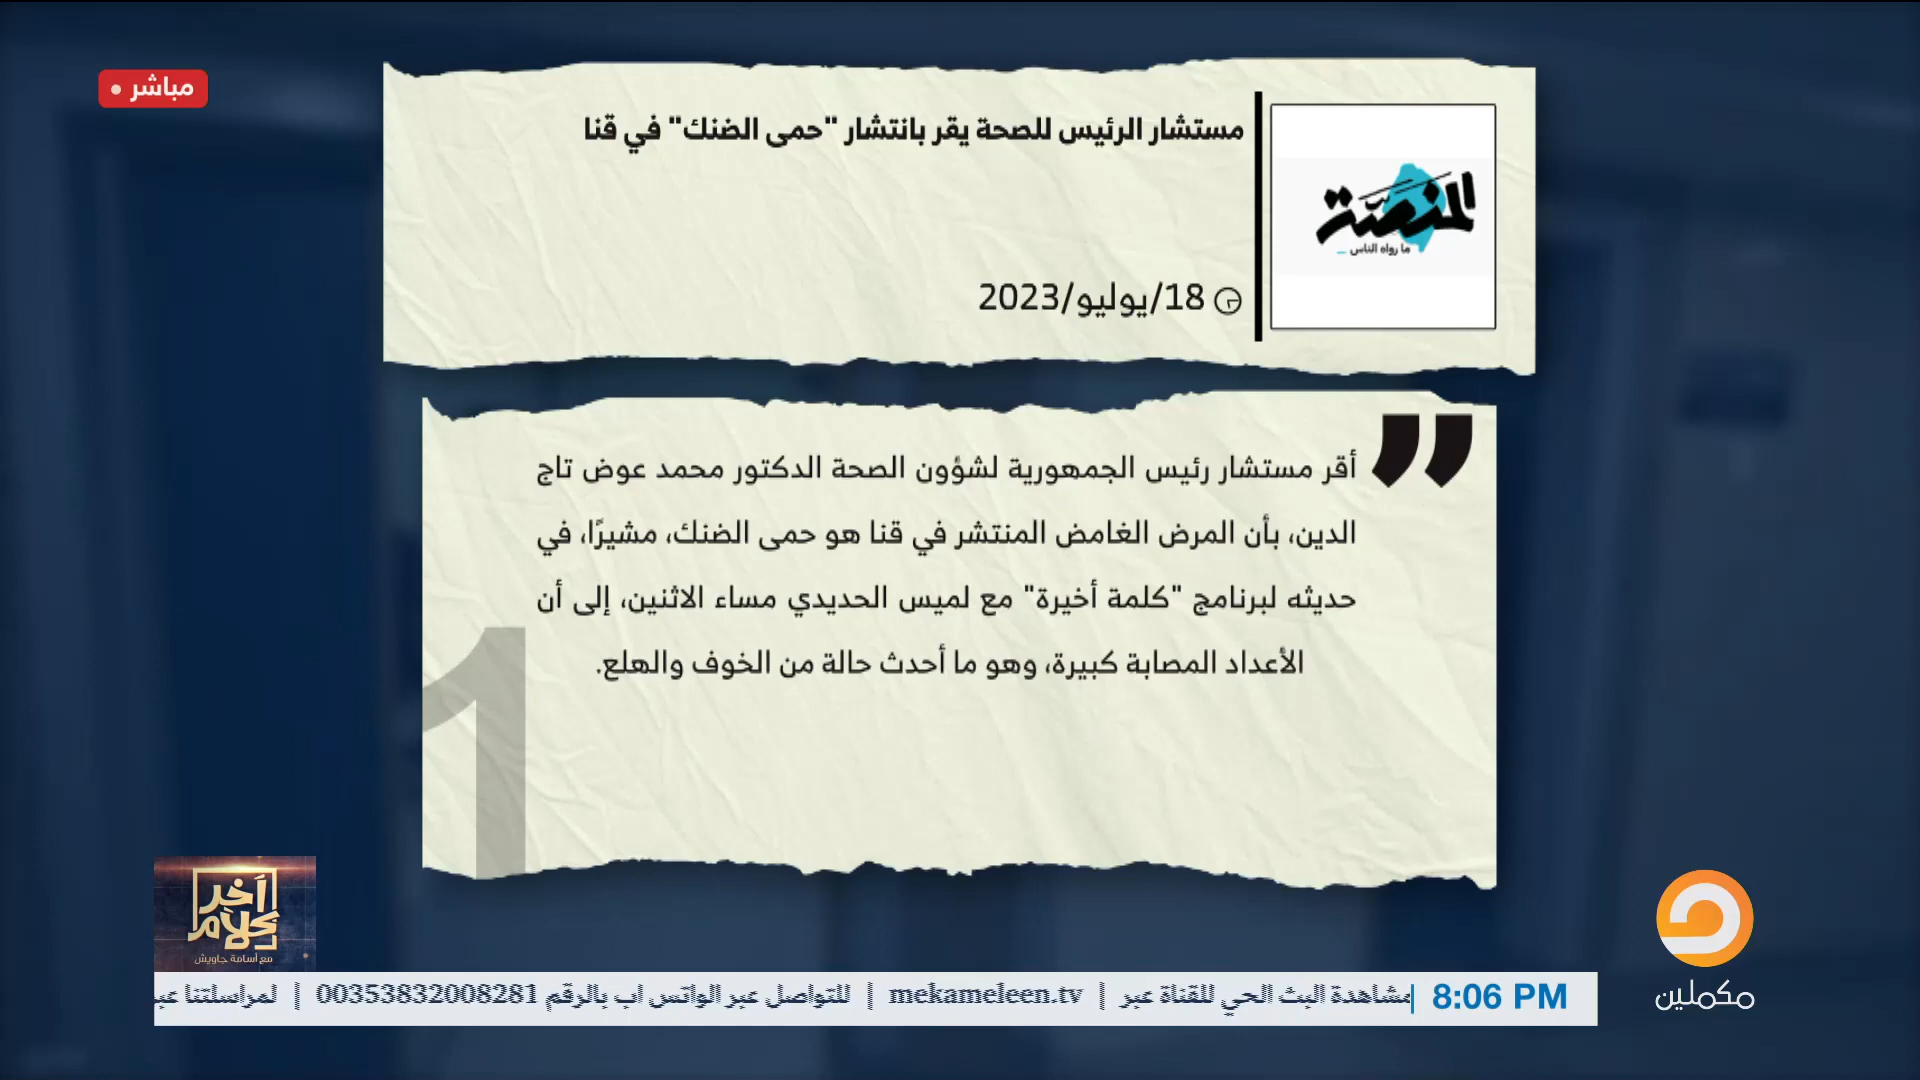 مباشر
مستشار الرئيس للصحة يقر بانتشار "حمى الضنك" في قنا
المنصة
ما رواه الناس
18/يوليو/2023
أقر مستشار رئيس الجمهورية لشؤون الصحة الدكتور محمد عوض تاج
الدين، بأن المرض الغامض المنتشر في قنا هو حمى الضنك، مشيرًا، في
حديثه لبرنامج "كلمة أخيرة" مع لميس الحديدي مساء الاثنين، إلى أن
الأعداد المصابة كبيرة، وهو ما أحدث حالة من الخوف والهلع.
1
آخر
كلام
مع أسامة جاويش
8:06 PM
مشاهدة البث الحي للقناة عبر | mekameleen.tv | للتواصل عبر الواتس اب بالرقم 00353832008281 | لمراسلتنا عبر
مكملين